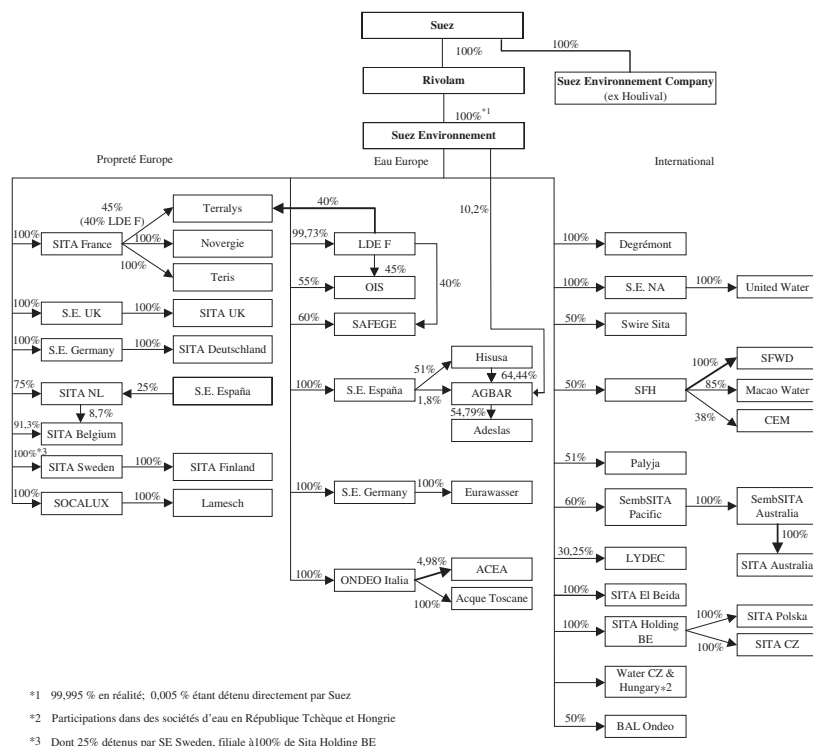 Suez
100%
100%
Rivolam
Suez Environnement Company
(ex Houlival)
100%*1
Suez Environnement
Propreté Europe
Eau Europe
International
45%
(40% LDE F)
Terralys
40%
10,2%
100%
SITA France
100%
Novergie
99,73%
LDE F
100%
Degrémont
100%
Teris
45%
40%
55%
OIS
100%
S.E. NA
100%
United Water
100%
S.E. UK
100%
SITA UK
60%
SAFEGE
50%
Swire Sita
100%
S.E. Germany
100%
SITA Deutschland
Hisusa
51%
64,44%
100%
SFWD
75%
SITA NL
25%
S.E. España
100%
S.E. España
1,8%
AGBAR
50%
SFH
85%
Macao Water
8,7%
54,79%
38%
CEM
91,3%
SITA Belgium
Adeslas
100%*3
SITA Sweden
100%
SITA Finland
51%
Palyja
100%
SOCALUX
100%
Lamesch
100%
S.E. Germany
100%
Eurawasser
60%
SembSITA
Pacific
100%
SembSITA
Australia
100%
30,25%
LYDEC
SITA Australia
100%
ONDEO Italia
4,98%
ACEA
100%
Acque Toscane
100%
SITA El Beida
100%
SITA Holding
BE
100%
SITA Polska
100%
SITA CZ
Water CZ &
Hungary*2
50%
BAL Ondeo
*1 99,995 % en réalité; 0,005 % étant détenu directement par Suez
*2 Participations dans des sociétés d'eau en République Tchèque et Hongrie
*3 Dont 25% détenus par SE Sweden, filiale à100% de Sita Holding BE